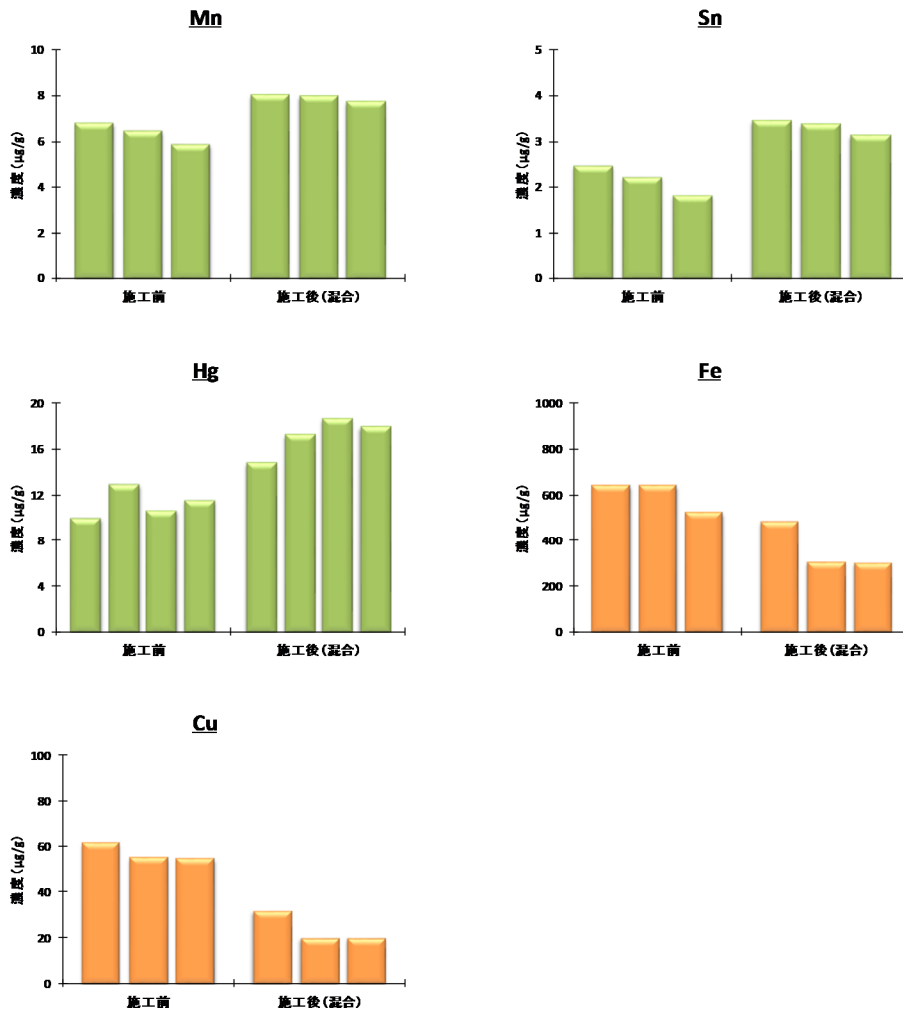 Mn
濃度(μg/g)
10
8
6
4
2
0
施工前
施工後(混合)
Sn
濃度(μg/g)
5
4
3
2
1
0
施工前
施工後(混合)
Hg
濃度(μg/g)
20
16
12
8
4
0
施工前
施工後(混合)
Fe
濃度(μg/g)
1000
800
600
400
200
0
施工前
施工後(混合)
Cu
濃度(μg/g)
100
80
60
40
20
0
施工前
施工後(混合)